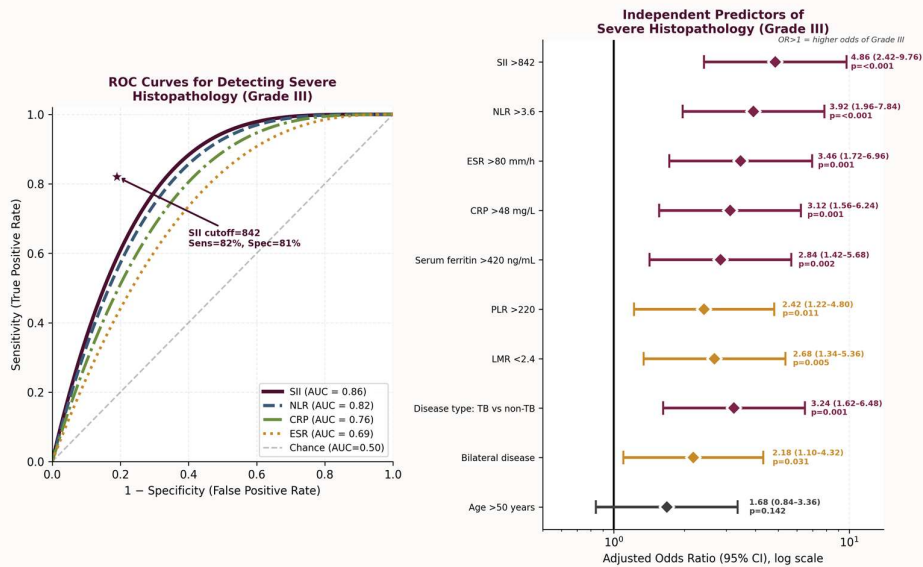 ROC Curves for Detecting Severe
Histopathology (Grade III)
Sensitivity (True Positive Rate)
1.0
0.8
0.6
0.4
0.2
0.0
SII cutoff=842
Sens=82%, Spec=81%
SII (AUC = 0.86)
NLR (AUC = 0.82)
CRP (AUC = 0.76)
ESR (AUC = 0.69)
Chance (AUC=0.50)
0.0 0.2 0.4 0.6 0.8 1.0
1 − Specificity (False Positive Rate)
Independent Predictors of
Severe Histopathology (Grade III)
OR>1 = higher odds of Grade III
SII >842
4.86 (2.42–9.76)
p=<0.001
NLR >3.6
3.92 (1.96–7.84)
p=<0.001
ESR >80 mm/h
3.46 (1.72–6.96)
p=0.001
CRP >48 mg/L
3.12 (1.56–6.24)
p=0.001
Serum ferritin >420 ng/mL
2.84 (1.42–5.68)
p=0.002
PLR >220
2.42 (1.22–4.80)
p=0.011
LMR <2.4
2.68 (1.34–5.36)
p=0.005
Disease type: TB vs non-TB
3.24 (1.62–6.48)
p=0.001
Bilateral disease
2.18 (1.10–4.32)
p=0.031
Age >50 years
1.68 (0.84–3.36)
p=0.142
10⁰ 10¹
Adjusted Odds Ratio (95% CI), log scale